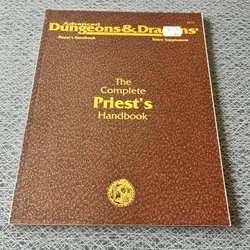 Advanced
Dungeons&Dragons
Player's Handbook
Rules Supplement
The
Complete
Priest's
Handbook